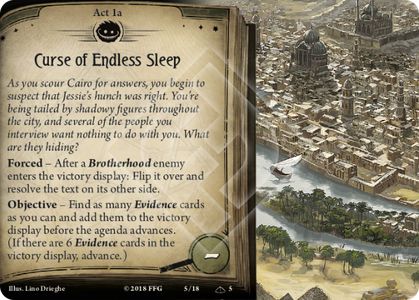 Act 1a
Curse of Endless Sleep
As you scour Cairo for answers, you begin to
suspect that Jessie's hunch was right. You're
being tailed by shadowy figures throughout
the city, and several of the people you
interview want nothing to do with you. What
are they hiding?
Forced – After a Brotherhood enemy
enters the victory display: Flip it over and
resolve the text on its other side.
Objective – Find as many Evidence cards
as you can and add them to the victory
display before the agenda advances.
(If there are 6 Evidence cards in the
victory display, advance.)
–
Illus. Lino Drieghe
©2018 FFG
5/18
5